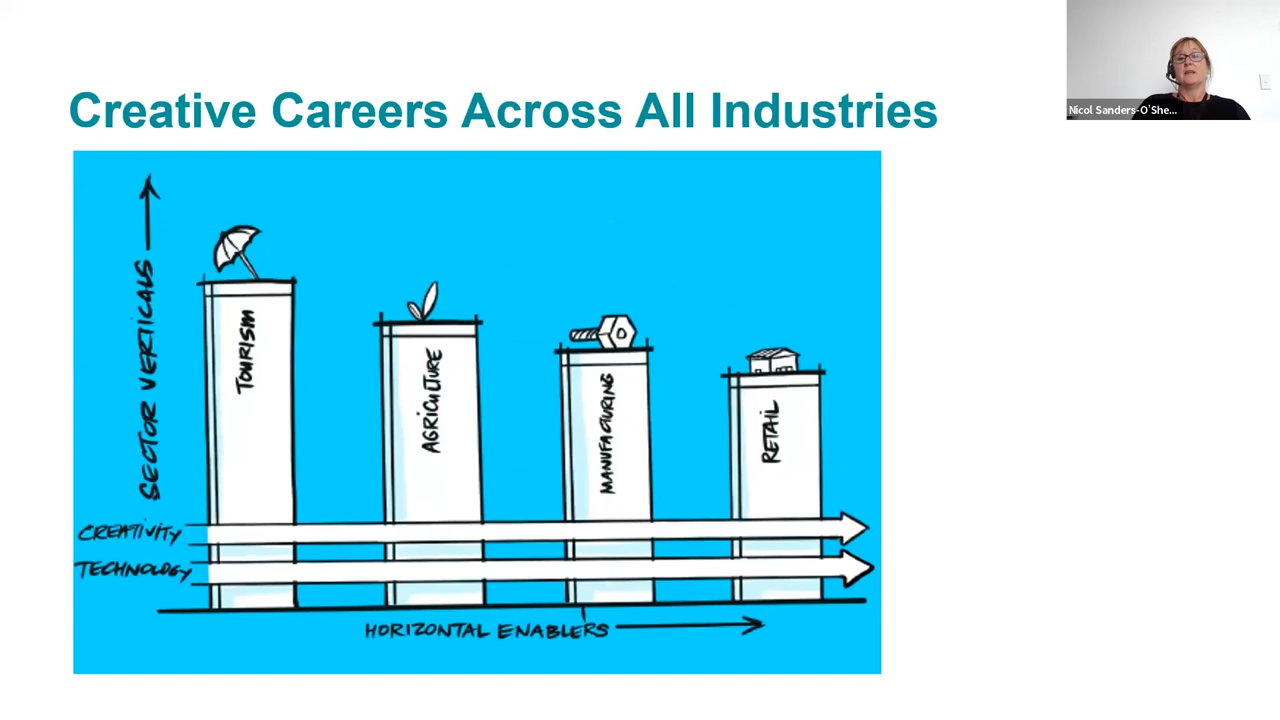 Creative Careers Across All Industries
Nicol Sanders-O'She...
SECTOR VERTICALS
TOURISM
AGRICULTURE
MANUFACTURING
RETAIL
CREATIVITY
TECHNOLOGY
HORIZONTAL ENABLERS